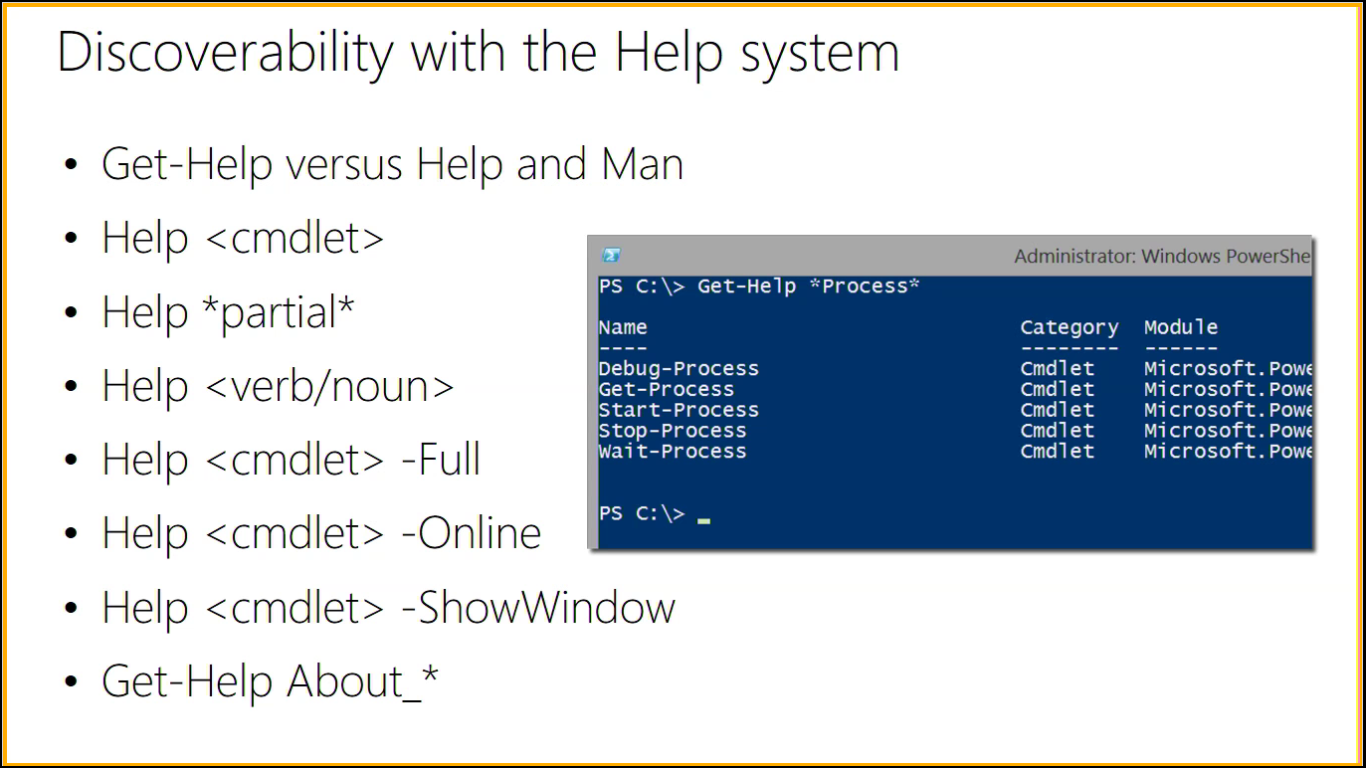 Discoverability with the Help system
• Get-Help versus Help and Man
• Help <cmdlet>
• Help *partial*
• Help <verb/noun>
• Help <cmdlet> -Full
• Help <cmdlet> -Online
• Help <cmdlet> -ShowWindow
• Get-Help About_*
Administrator: Windows PowerShe
PS C:\> Get-Help *Process*
Name Category Module
---- -------- ------
Debug-Process Cmdlet Microsoft.Powe
Get-Process Cmdlet Microsoft.Powe
Start-Process Cmdlet Microsoft.Powe
Stop-Process Cmdlet Microsoft.Powe
Wait-Process Cmdlet Microsoft.Powe
PS C:\> _